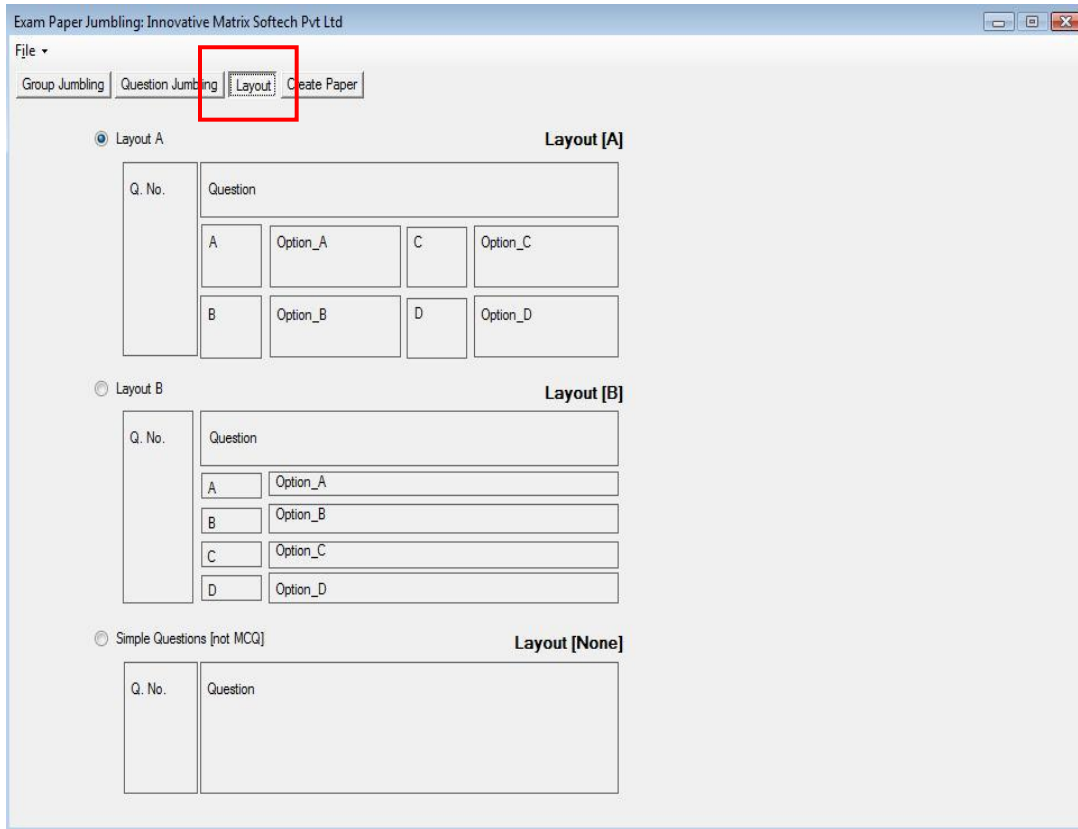 Exam Paper Jumbling: Innovative Matrix Softech Pvt Ltd
File
Group Jumbling Question Jumbling Layout Create Paper
Layout A Layout [A]
Q. No. Question
A Option_A C Option_C
B Option_B D Option_D
Layout B Layout [B]
Q. No. Question
A Option_A
B Option_B
C Option_C
D Option_D
Simple Questions [not MCQ] Layout [None]
Q. No. Question